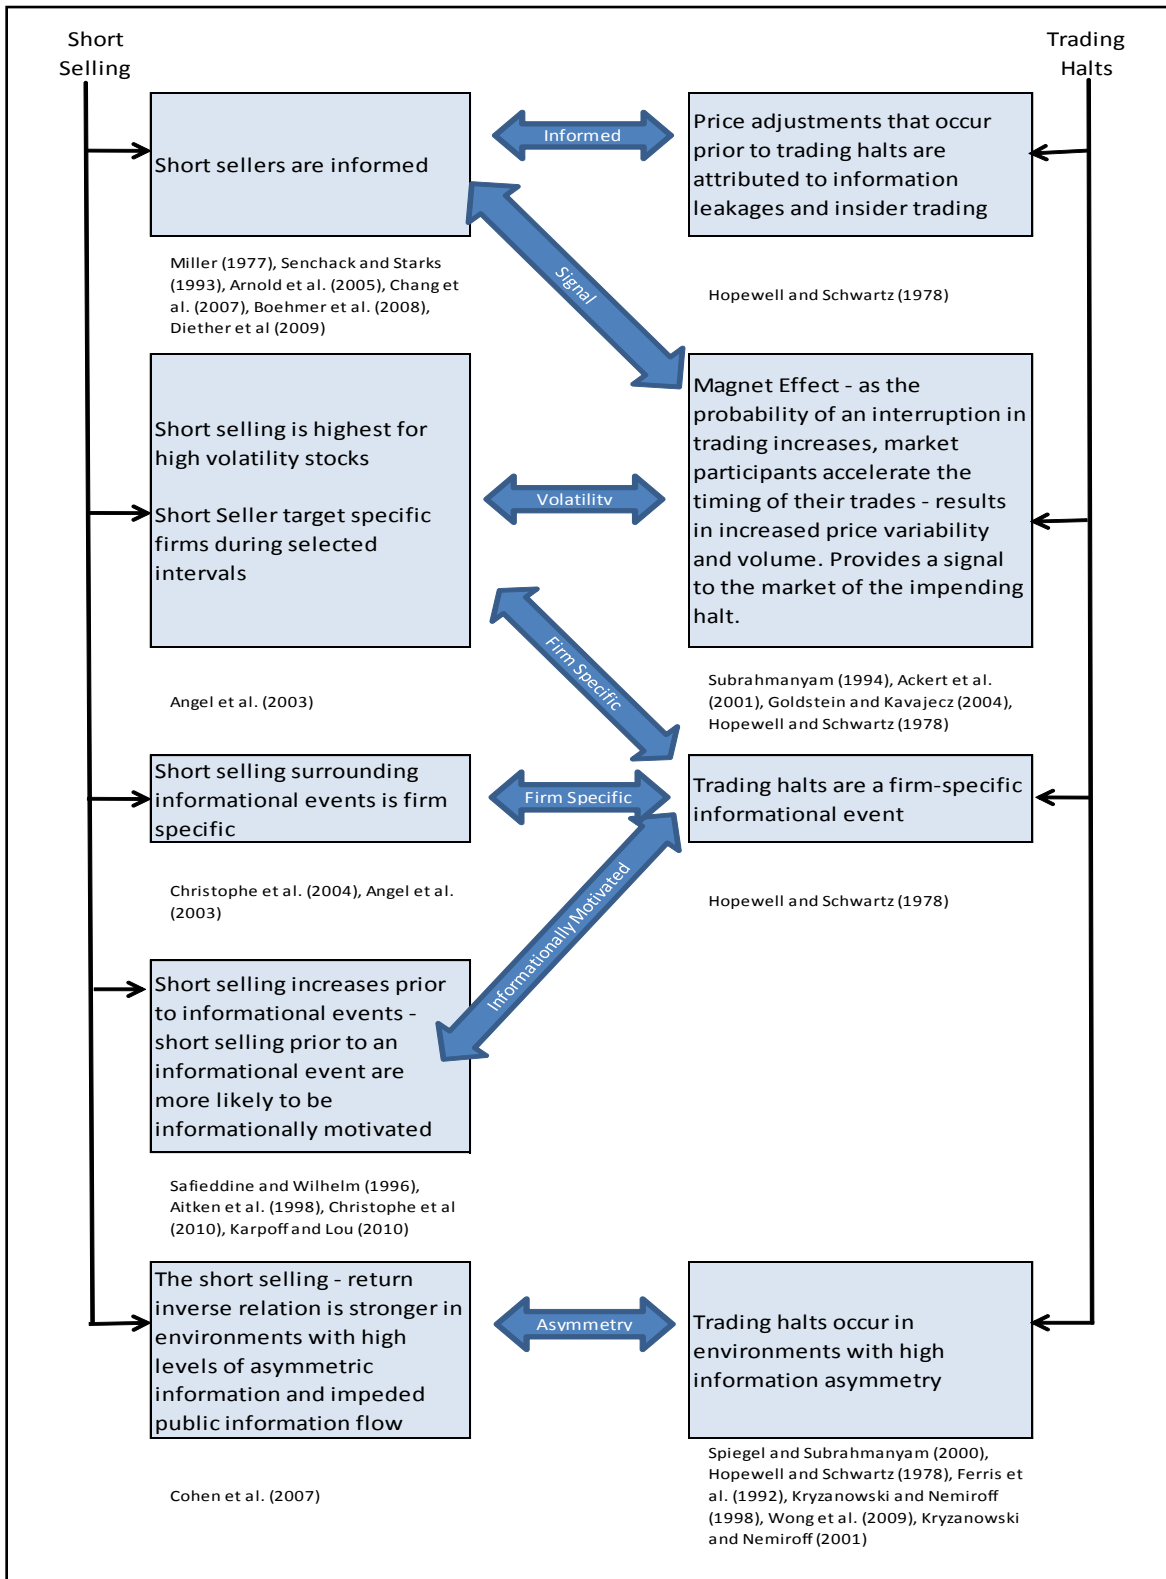 Short
Selling
Trading
Halts
Short sellers are informed
Informed
Price adjustments that occur
prior to trading halts are
attributed to information
leakages and insider trading
Miller (1977), Senchack and Starks
(1993), Arnold et al. (2005), Chang et
al. (2007), Boehmer et al. (2008),
Diether et al (2009)
Signal
Hopewell and Schwartz (1978)
Short selling is highest for
high volatility stocks
Short Seller target specific
firms during selected
intervals
Volatility
Magnet Effect - as the
probability of an interruption in
trading increases, market
participants accelerate the
timing of their trades - results
in increased price variability
and volume. Provides a signal
to the market of the impending
halt.
Angel et al. (2003)
Firm Specific
Subrahmanyam (1994), Ackert et al.
(2001), Goldstein and Kavajecz (2004),
Hopewell and Schwartz (1978)
Short selling surrounding
informational events is firm
specific
Firm Specific
Trading halts are a firm-specific
informational event
Christophe et al. (2004), Angel et al.
(2003)
Hopewell and Schwartz (1978)
Informationally Motivated
Short selling increases prior
to informational events -
short selling prior to an
informational event are
more likely to be
informationally motivated
Safieddine and Wilhelm (1996),
Aitken et al. (1998), Christophe et al
(2010), Karpoff and Lou (2010)
The short selling - return
inverse relation is stronger in
environments with high
levels of asymmetric
information and impeded
public information flow
Asymmetry
Trading halts occur in
environments with high
information asymmetry
Cohen et al. (2007)
Spiegel and Subrahmanyam (2000),
Hopewell and Schwartz (1978), Ferris et
al. (1992), Kryzanowski and Nemiroff
(1998), Wong et al. (2009), Kryzanowski
and Nemiroff (2001)